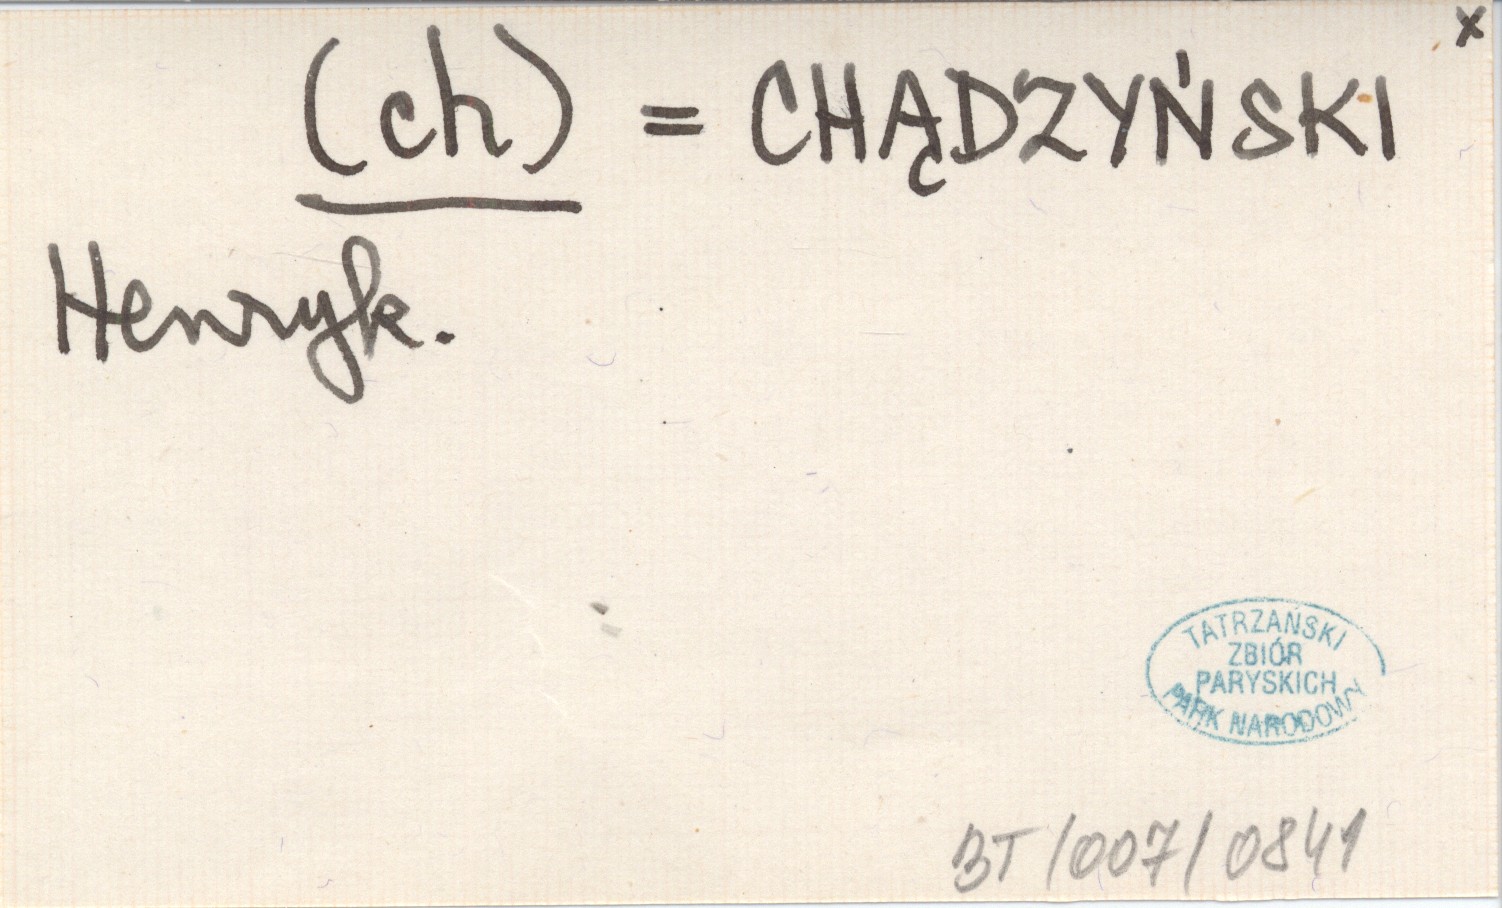 x
(ch) = CHĄDZYŃSKI
Henryk.
TATRZAŃSKI
ZBIÓR
PARYSKICH
PARK NARODOWY
BT/007/0841